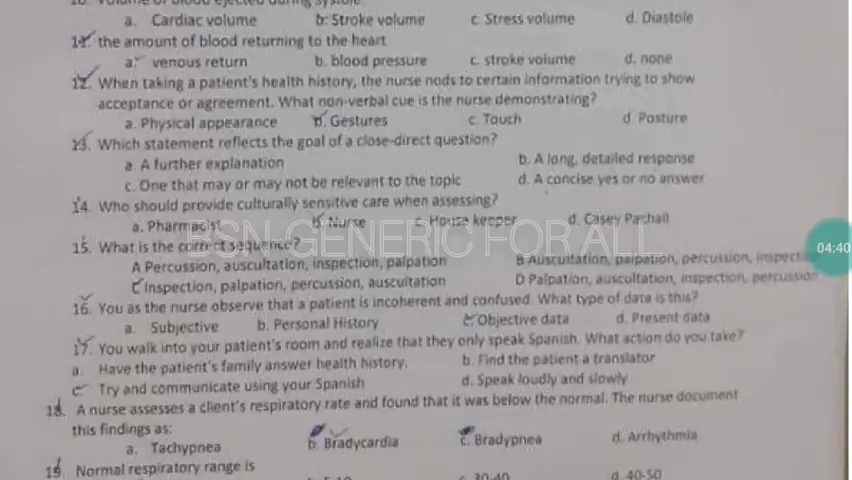 10. Volume of blood ejected during systole
a. Cardiac volume b. Stroke volume c. Stress volume d. Diastole
11. the amount of blood returning to the heart
a. venous return b. blood pressure c. stroke volume d. none
12. When taking a patient's health history, the nurse nods to certain information trying to show
acceptance or agreement. What non-verbal cue is the nurse demonstrating?
a. Physical appearance b. Gestures c. Touch d. Posture
13. Which statement reflects the goal of a close-direct question?
a. A further explanation b. A long, detailed response
c. One that may or may not be relevant to the topic d. A concise yes or no answer
14. Who should provide culturally sensitive care when assessing?
a. Pharmacist b. Nurse c. House keeper d. Casey Pachall
BSN-GENERIC FOR ALL
04:40
15. What is the correct sequence?
A Percussion, auscultation, inspection, palpation B Auscultation, palpation, percussion, inspection
C Inspection, palpation, percussion, auscultation D Palpation, auscultation, inspection, percussion
16. You as the nurse observe that a patient is incoherent and confused. What type of data is this?
a. Subjective b. Personal History c. Objective data d. Present data
17. You walk into your patient's room and realize that they only speak Spanish. What action do you take?
a. Have the patient's family answer health history. b. Find the patient a translator
c. Try and communicate using your Spanish d. Speak loudly and slowly
18. A nurse assesses a client's respiratory rate and found that it was below the normal. The nurse document
this findings as:
a. Tachypnea b. Bradycardia c. Bradypnea d. Arrhythmia
19. Normal respiratory range is
c. 30-40 d. 40-50